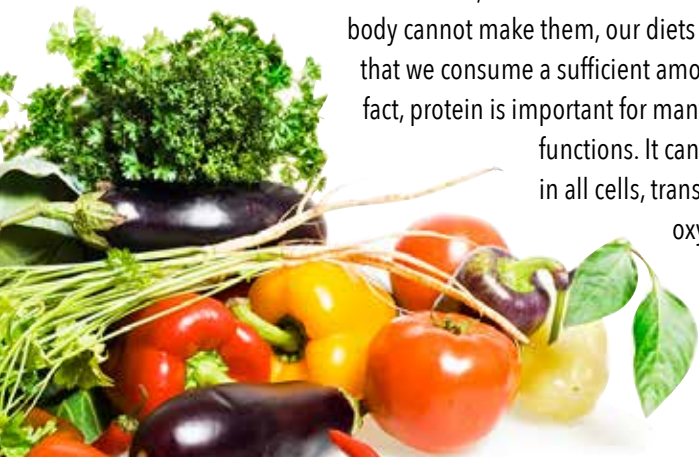 body cannot make them, our diets
that we consume a sufficient amo
fact, protein is important for man
functions. It can
in all cells, trans
oxy